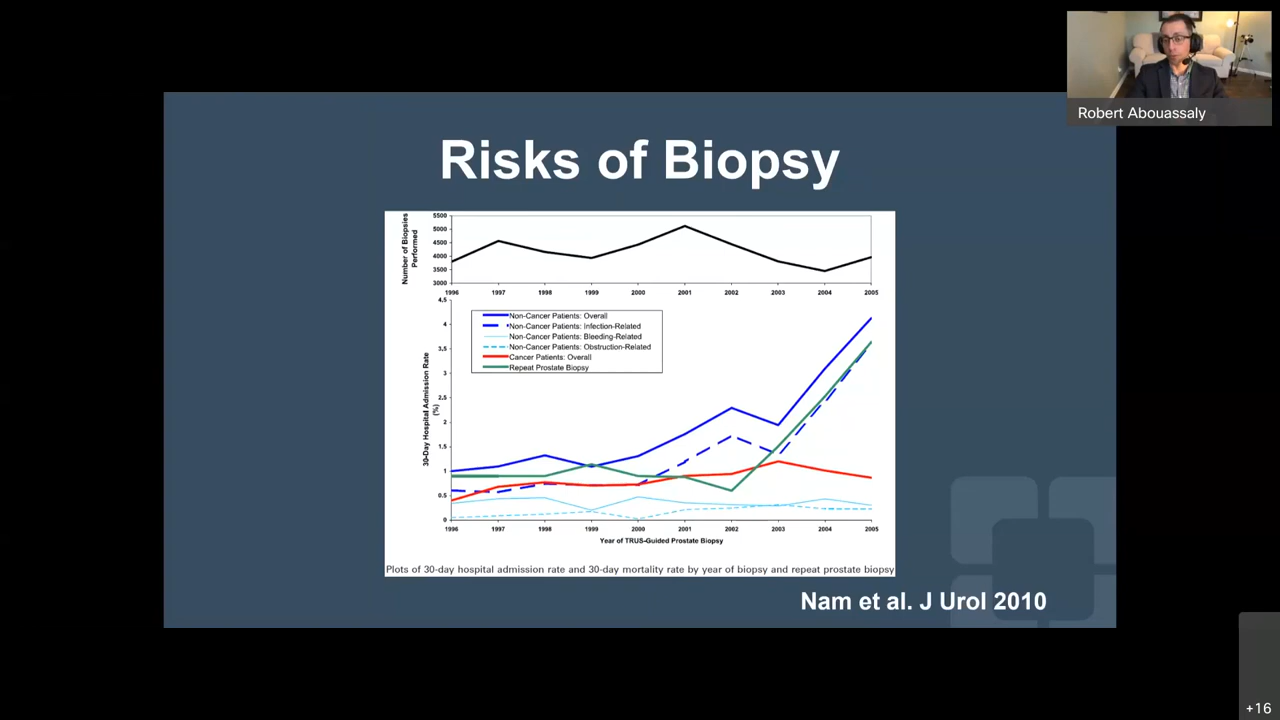 Robert Abouassaly
Risks of Biopsy
Number of Biopsies
Performed
5500
5000
4500
4000
3500
3000
1996 1997 1998 1999 2000 2001 2002 2003 2004 2005
4.5
4
3.5
3
2.5
2
1.5
1
0.5
0
30-Day Hospital Admission Rate
(%)
Non-Cancer Patients: Overall
Non-Cancer Patients: Infection-Related
Non-Cancer Patients: Bleeding-Related
Non-Cancer Patients: Obstruction-Related
Cancer Patients: Overall
Repeat Prostate Biopsy
1996 1997 1998 1999 2000 2001 2002 2003 2004 2005
Year of TRUS-Guided Prostate Biopsy
Plots of 30-day hospital admission rate and 30-day mortality rate by year of biopsy and repeat prostate biopsy
Nam et al. J Urol 2010
+16